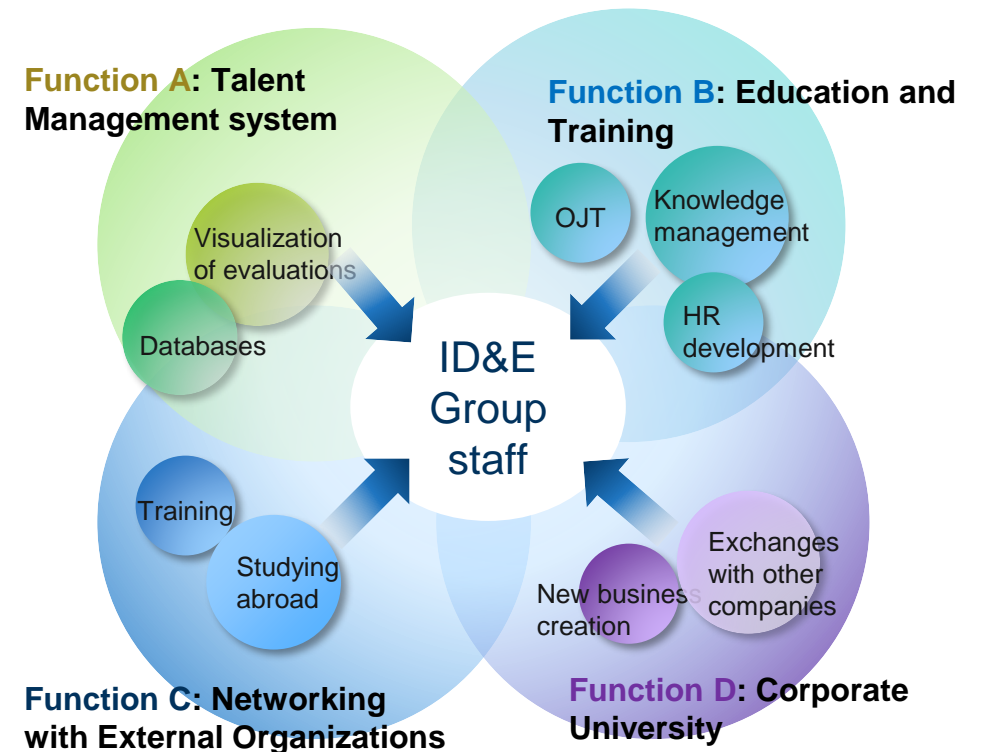 Function A: Talent
Management system
Function B: Education and
Training
Visualization
of evaluations
Databases
OJT
Knowledge
management
HR
development
ID&E
Group
staff
Training
Studying
abroad
New business
creation
Exchanges
with other
companies
Function C: Networking
with External Organizations
Function D: Corporate
University